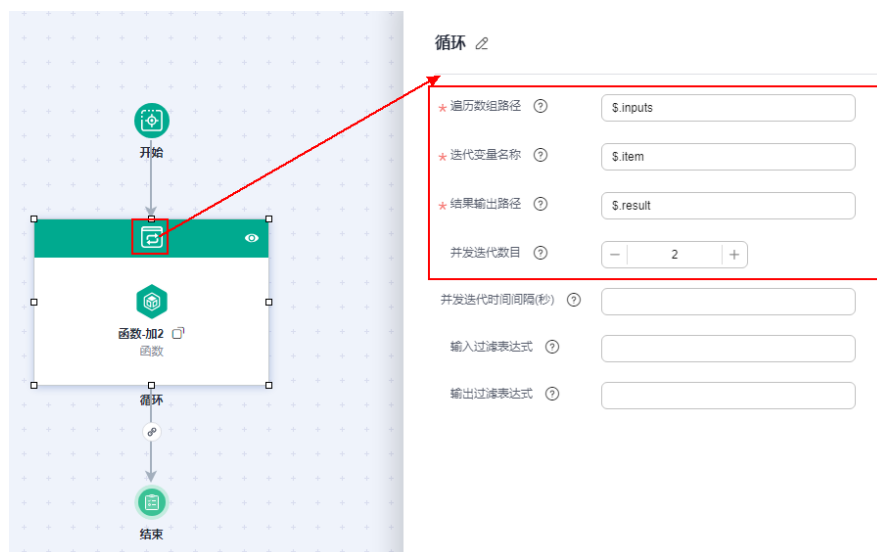 开始
函数-加2
函数
循环
结束
循环
* 遍历数组路径 ? $.inputs
* 迭代变量名称 ? $.item
* 结果输出路径 ? $.result
并发迭代数目 ? − 2 +
并发迭代时间间隔(秒) ?
输入过滤表达式 ?
输出过滤表达式 ?